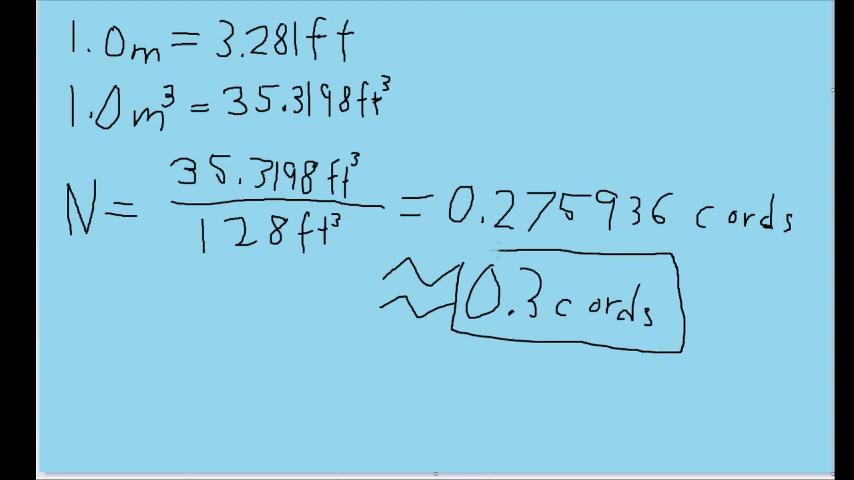 1.0m = 3.281ft
1.0m³ = 35.3198ft³
N = 35.3198ft³ / 128ft³ = 0.275936 cords
≈ 0.3 cords